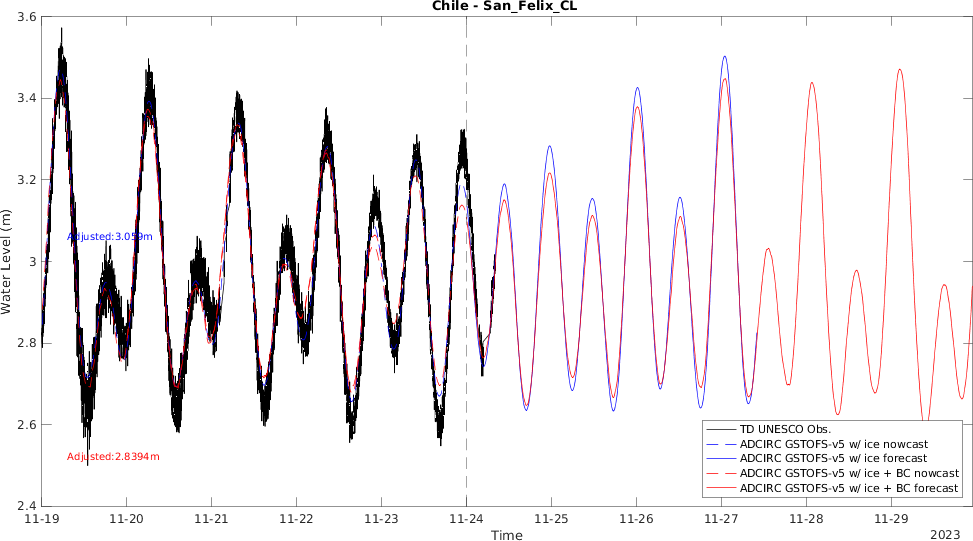 Chile - San_Felix_CL
3.6
3.4
3.2
3
2.8
2.6
2.4
Water Level (m)
Adjusted:3.059m
Adjusted:2.8394m
TD UNESCO Obs.
ADCIRC GSTOFS-v5 w/ ice nowcast
ADCIRC GSTOFS-v5 w/ ice forecast
ADCIRC GSTOFS-v5 w/ ice + BC nowcast
ADCIRC GSTOFS-v5 w/ ice + BC forecast
11-19 11-20 11-21 11-22 11-23 11-24 11-25 11-26 11-27 11-28 11-29
Time
2023